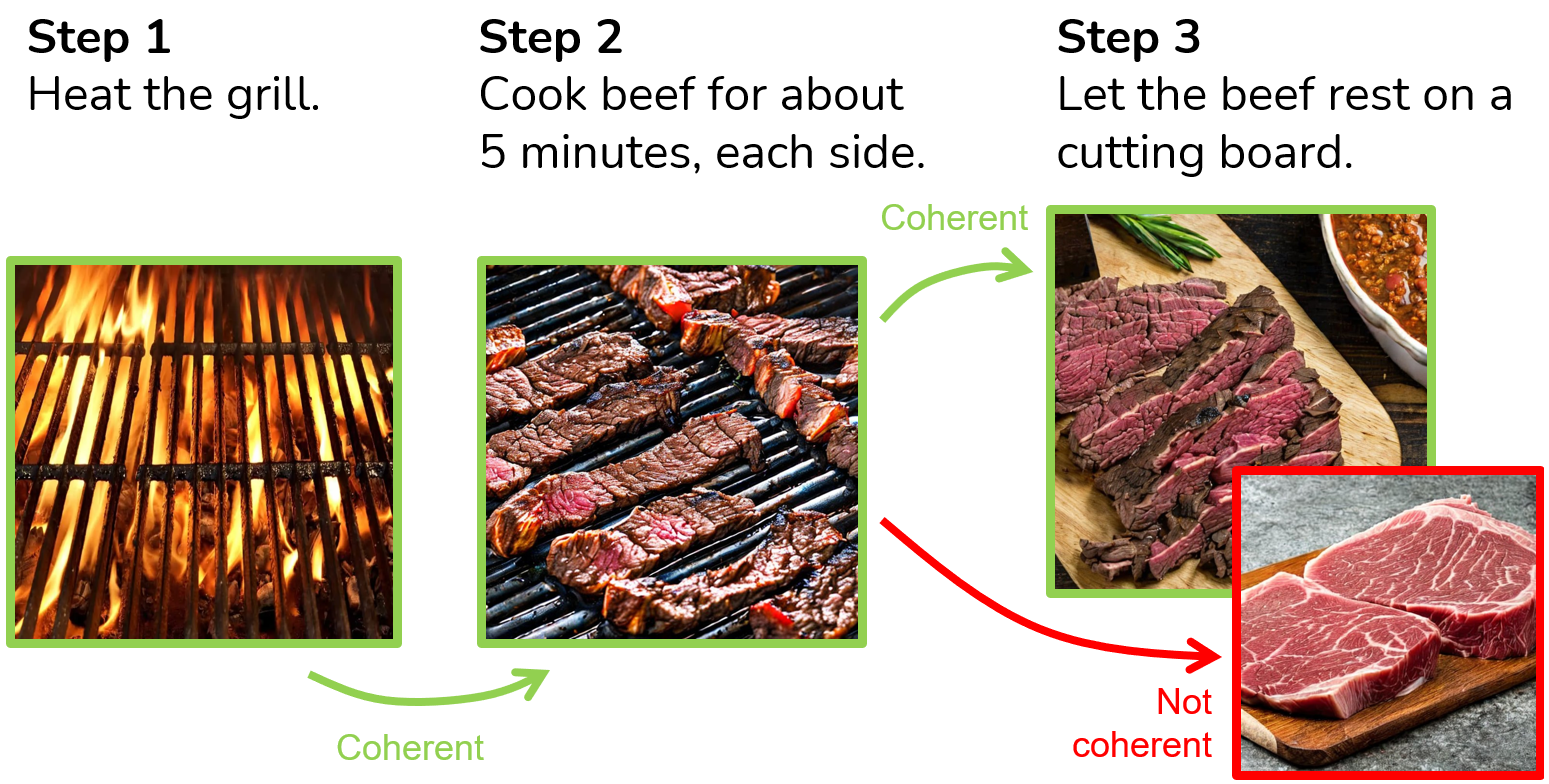 Step 1
Heat the grill.
Step 2
Cook beef for about
5 minutes, each side.
Step 3
Let the beef rest on a
cutting board.
Coherent
Coherent
Not
coherent